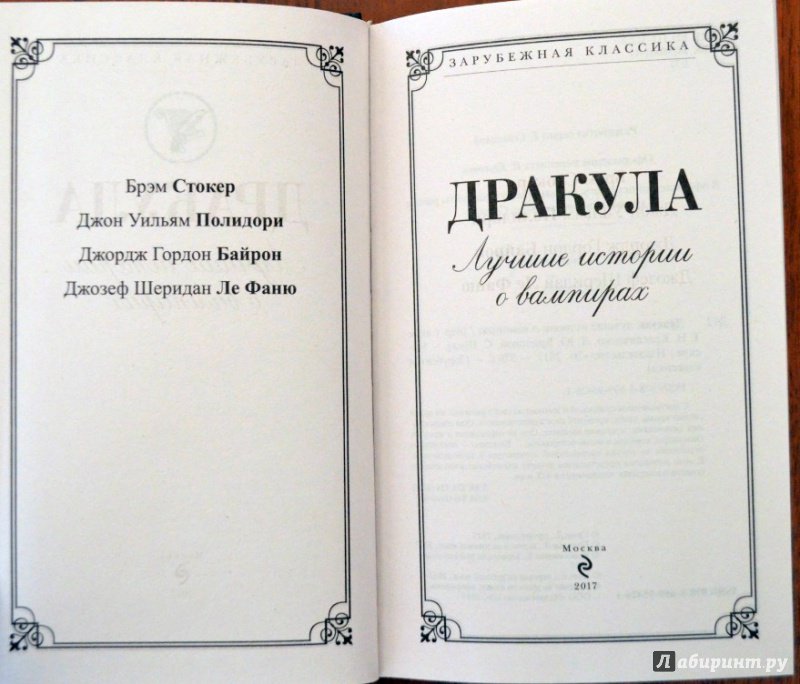 Брэм Стокер
Джон Уильям Полидори
Джордж Гордон Байрон
Джозеф Шеридан Ле Фаню
ЗАРУБЕЖНАЯ КЛАССИКА
ДРАКУЛА
Лучшие истории
о вампирах
Москва
2017
Лабиринт.ру